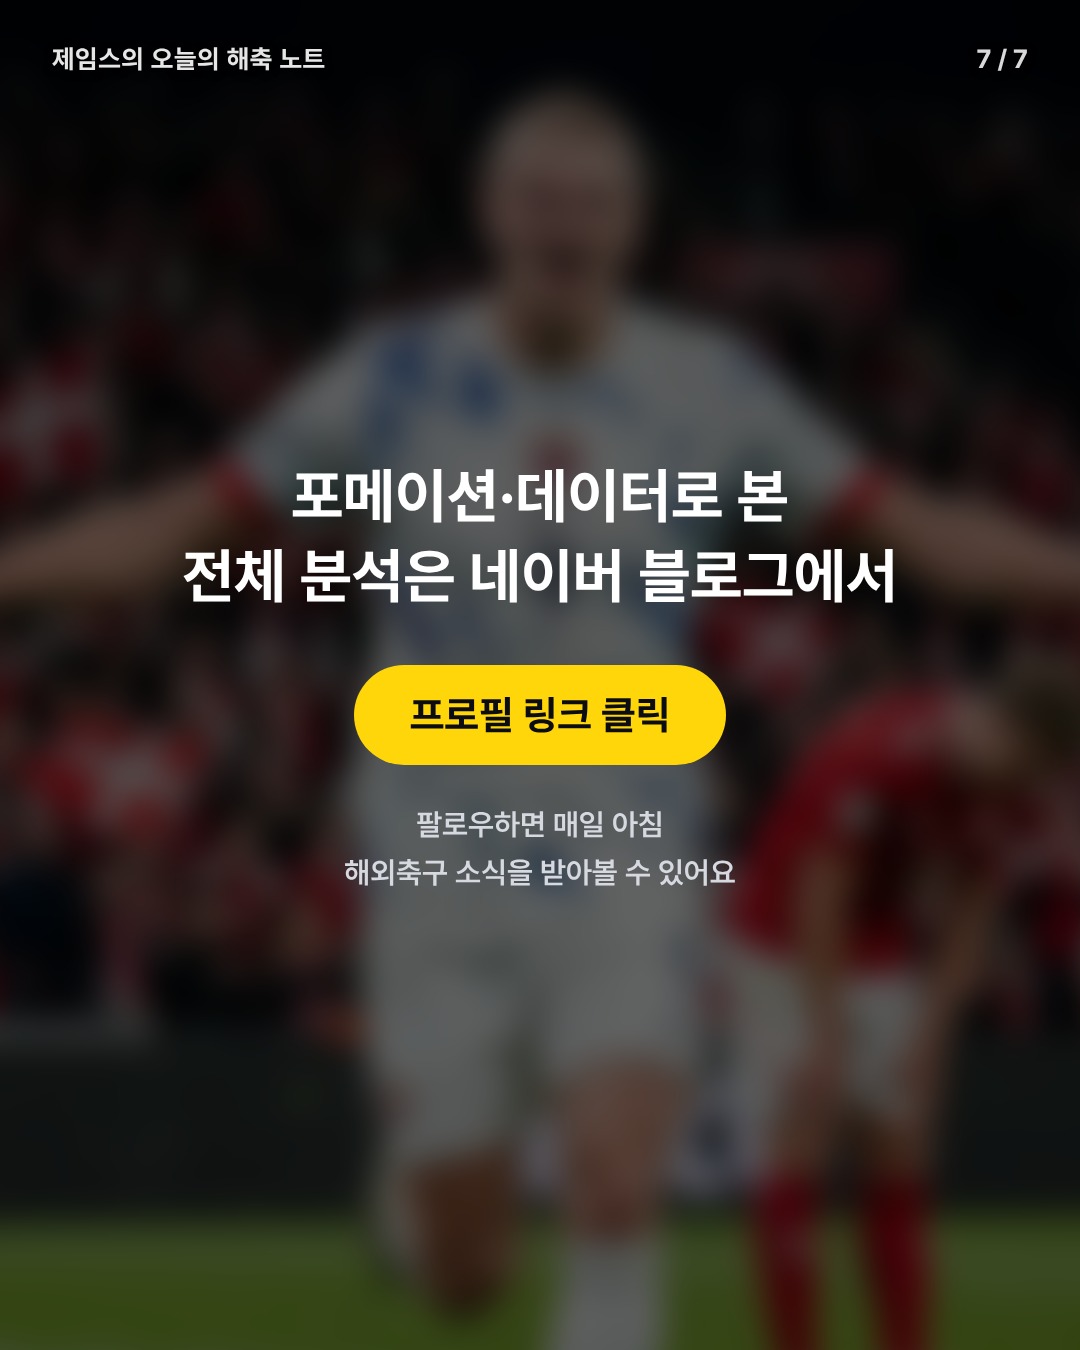 제임스의 오늘의 해축 노트
7 / 7
포메이션·데이터로 본
전체 분석은 네이버 블로그에서
프로필 링크 클릭
팔로우하면 매일 아침
해외축구 소식을 받아볼 수 있어요